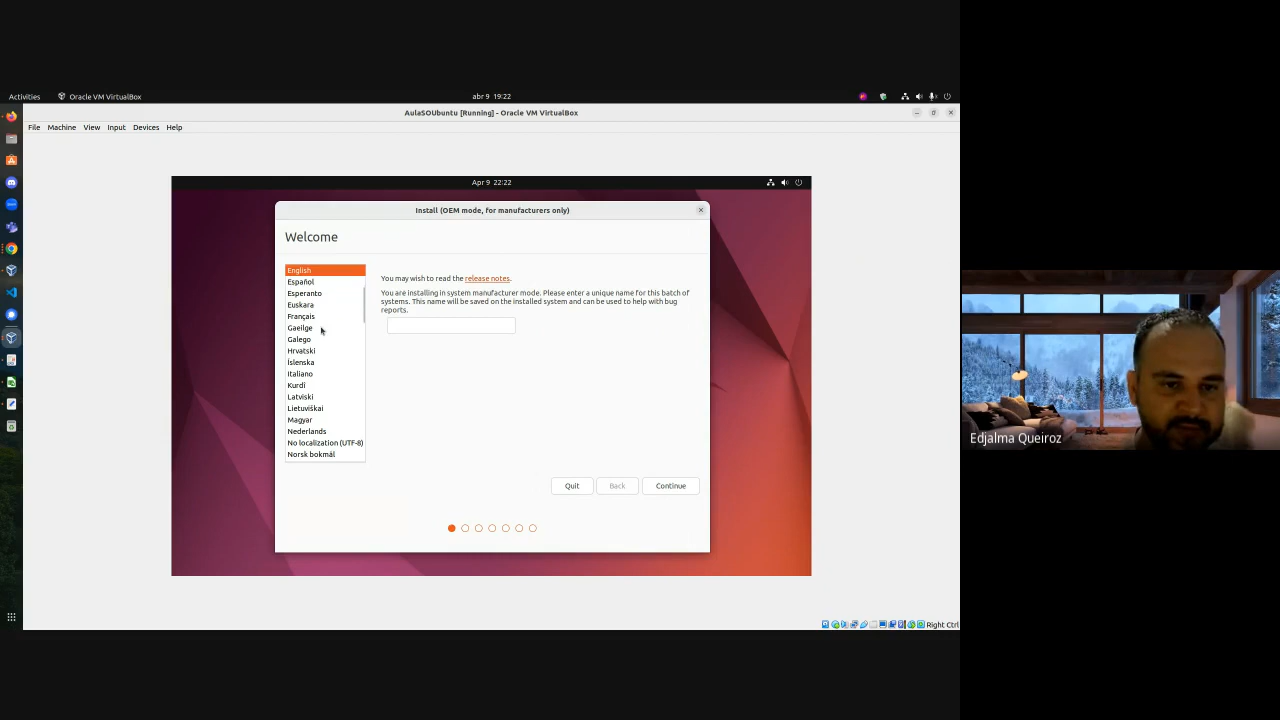 Activities
Oracle VM VirtualBox
abr 9 19:22
AulaSOUbuntu [Running] - Oracle VM VirtualBox
File Machine View Input Devices Help
Apr 9 22:22
Install (OEM mode, for manufacturers only)
Welcome
English
Español
Esperanto
Euskara
Français
Gaeilge
Galego
Hrvatski
Íslenska
Italiano
Kurdî
Latviski
Lietuviškai
Magyar
Nederlands
No localization (UTF-8)
Norsk bokmål
You may wish to read the release notes.
You are installing in system manufacturer mode. Please enter a unique name for this batch of
systems. This name will be saved on the installed system and can be used to help with bug
reports.
Quit
Back
Continue
Right Ctrl
Edjalma Queiroz